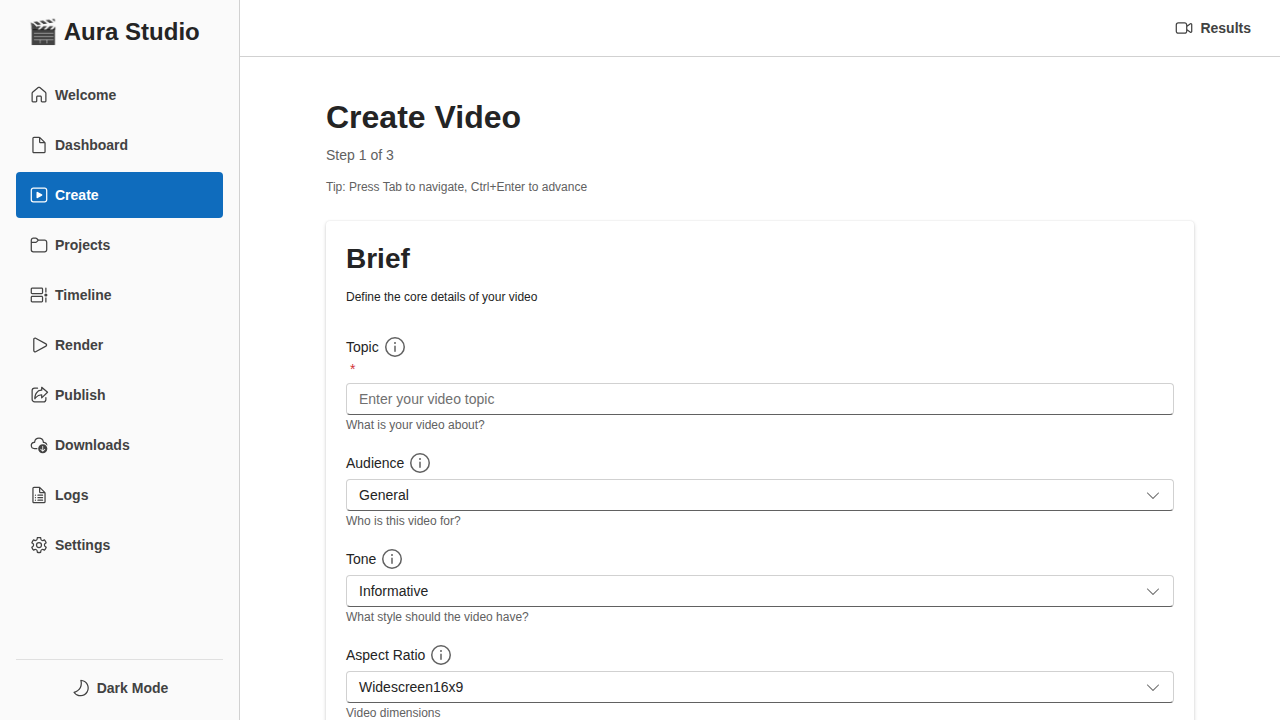 Aura Studio
Results
Welcome
Dashboard
Create
Projects
Timeline
Render
Publish
Downloads
Logs
Settings
Dark Mode
Create Video
Step 1 of 3
Tip: Press Tab to navigate, Ctrl+Enter to advance
Brief
Define the core details of your video
Topic
*
Enter your video topic
What is your video about?
Audience
General
Who is this video for?
Tone
Informative
What style should the video have?
Aspect Ratio
Widescreen16x9
Video dimensions